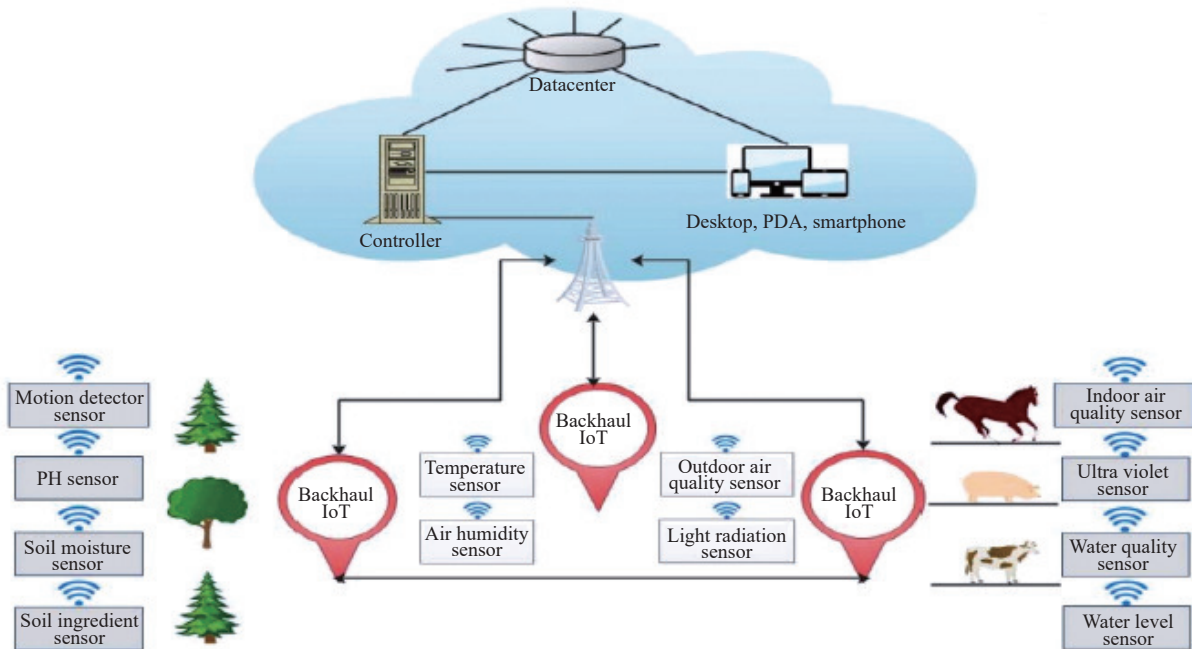 Datacenter
Controller
Desktop, PDA, smartphone
Motion detector
sensor
PH sensor
Soil moisture
sensor
Soil ingredient
sensor
Backhaul
IoT
Temperature
sensor
Air humidity
sensor
Backhaul
IoT
Outdoor air
quality sensor
Light radiation
sensor
Backhaul
IoT
Indoor air
quality sensor
Ultra violet
sensor
Water quality
sensor
Water level
sensor